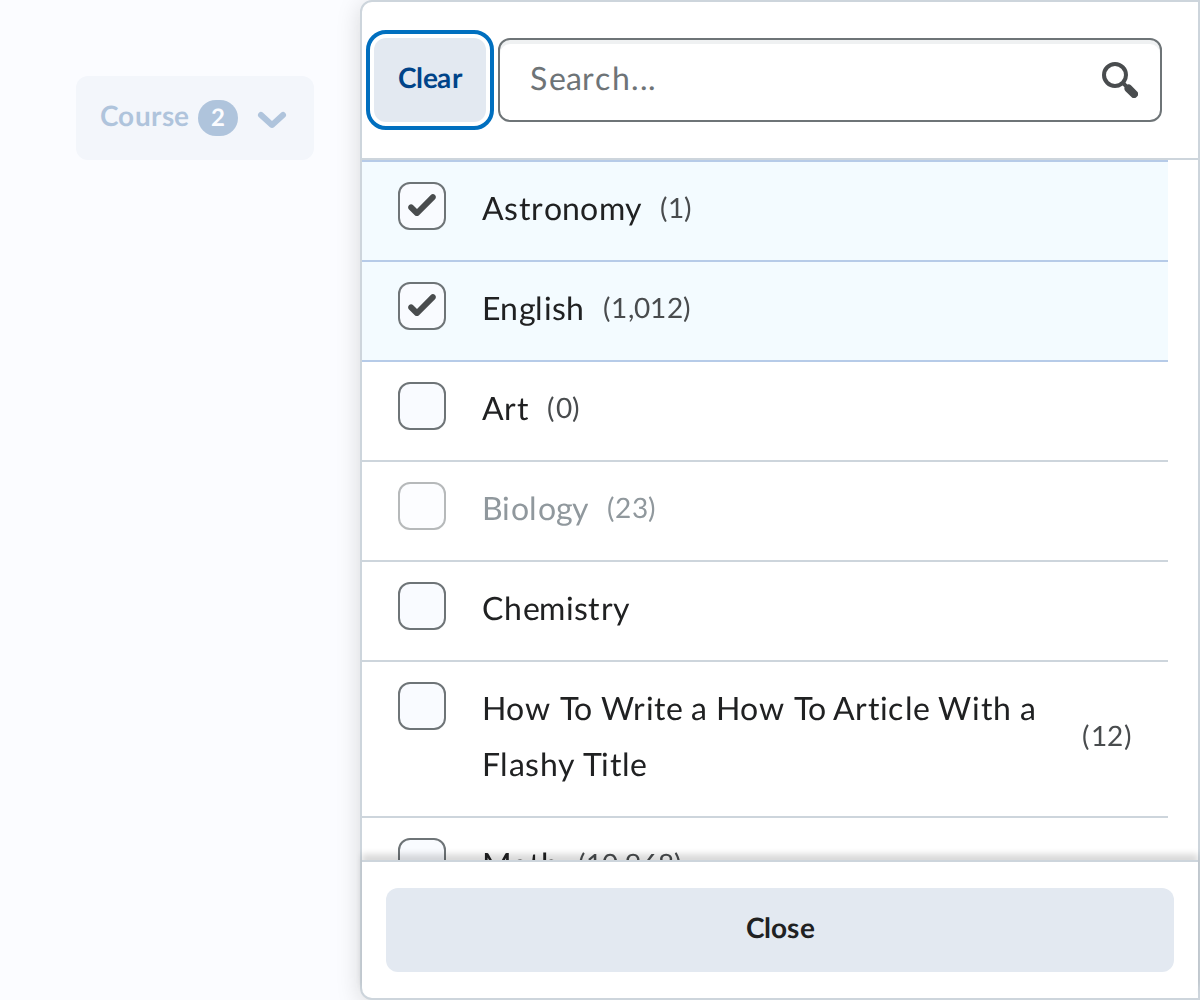 Course 2
Clear
Search...
Astronomy (1)
English (1,012)
Art (0)
Biology (23)
Chemistry
How To Write a How To Article With a
Flashy Title
(12)
Close